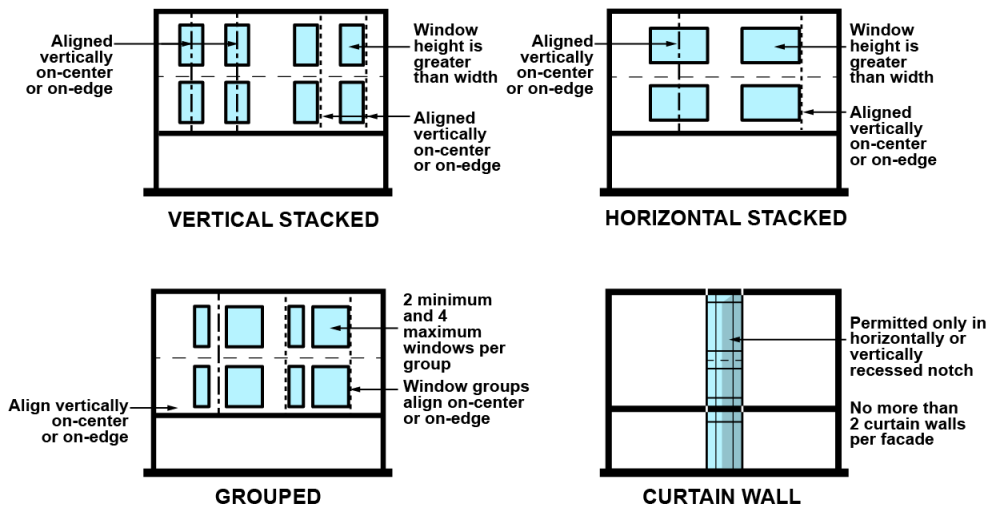 Aligned
vertically
on-center
or on-edge
Window
height is
greater
than width
Aligned
vertically
on-center
or on-edge
VERTICAL STACKED
Aligned
vertically
on-center
or on-edge
Window
height is
greater
than width
Aligned
vertically
on-center
or on-edge
HORIZONTAL STACKED
Align vertically
on-center
or on-edge
2 minimum
and 4
maximum
windows per
group
Window groups
align on-center
or on-edge
GROUPED
Permitted only in
horizontally or
vertically
recessed notch
No more than
2 curtain walls
per facade
CURTAIN WALL